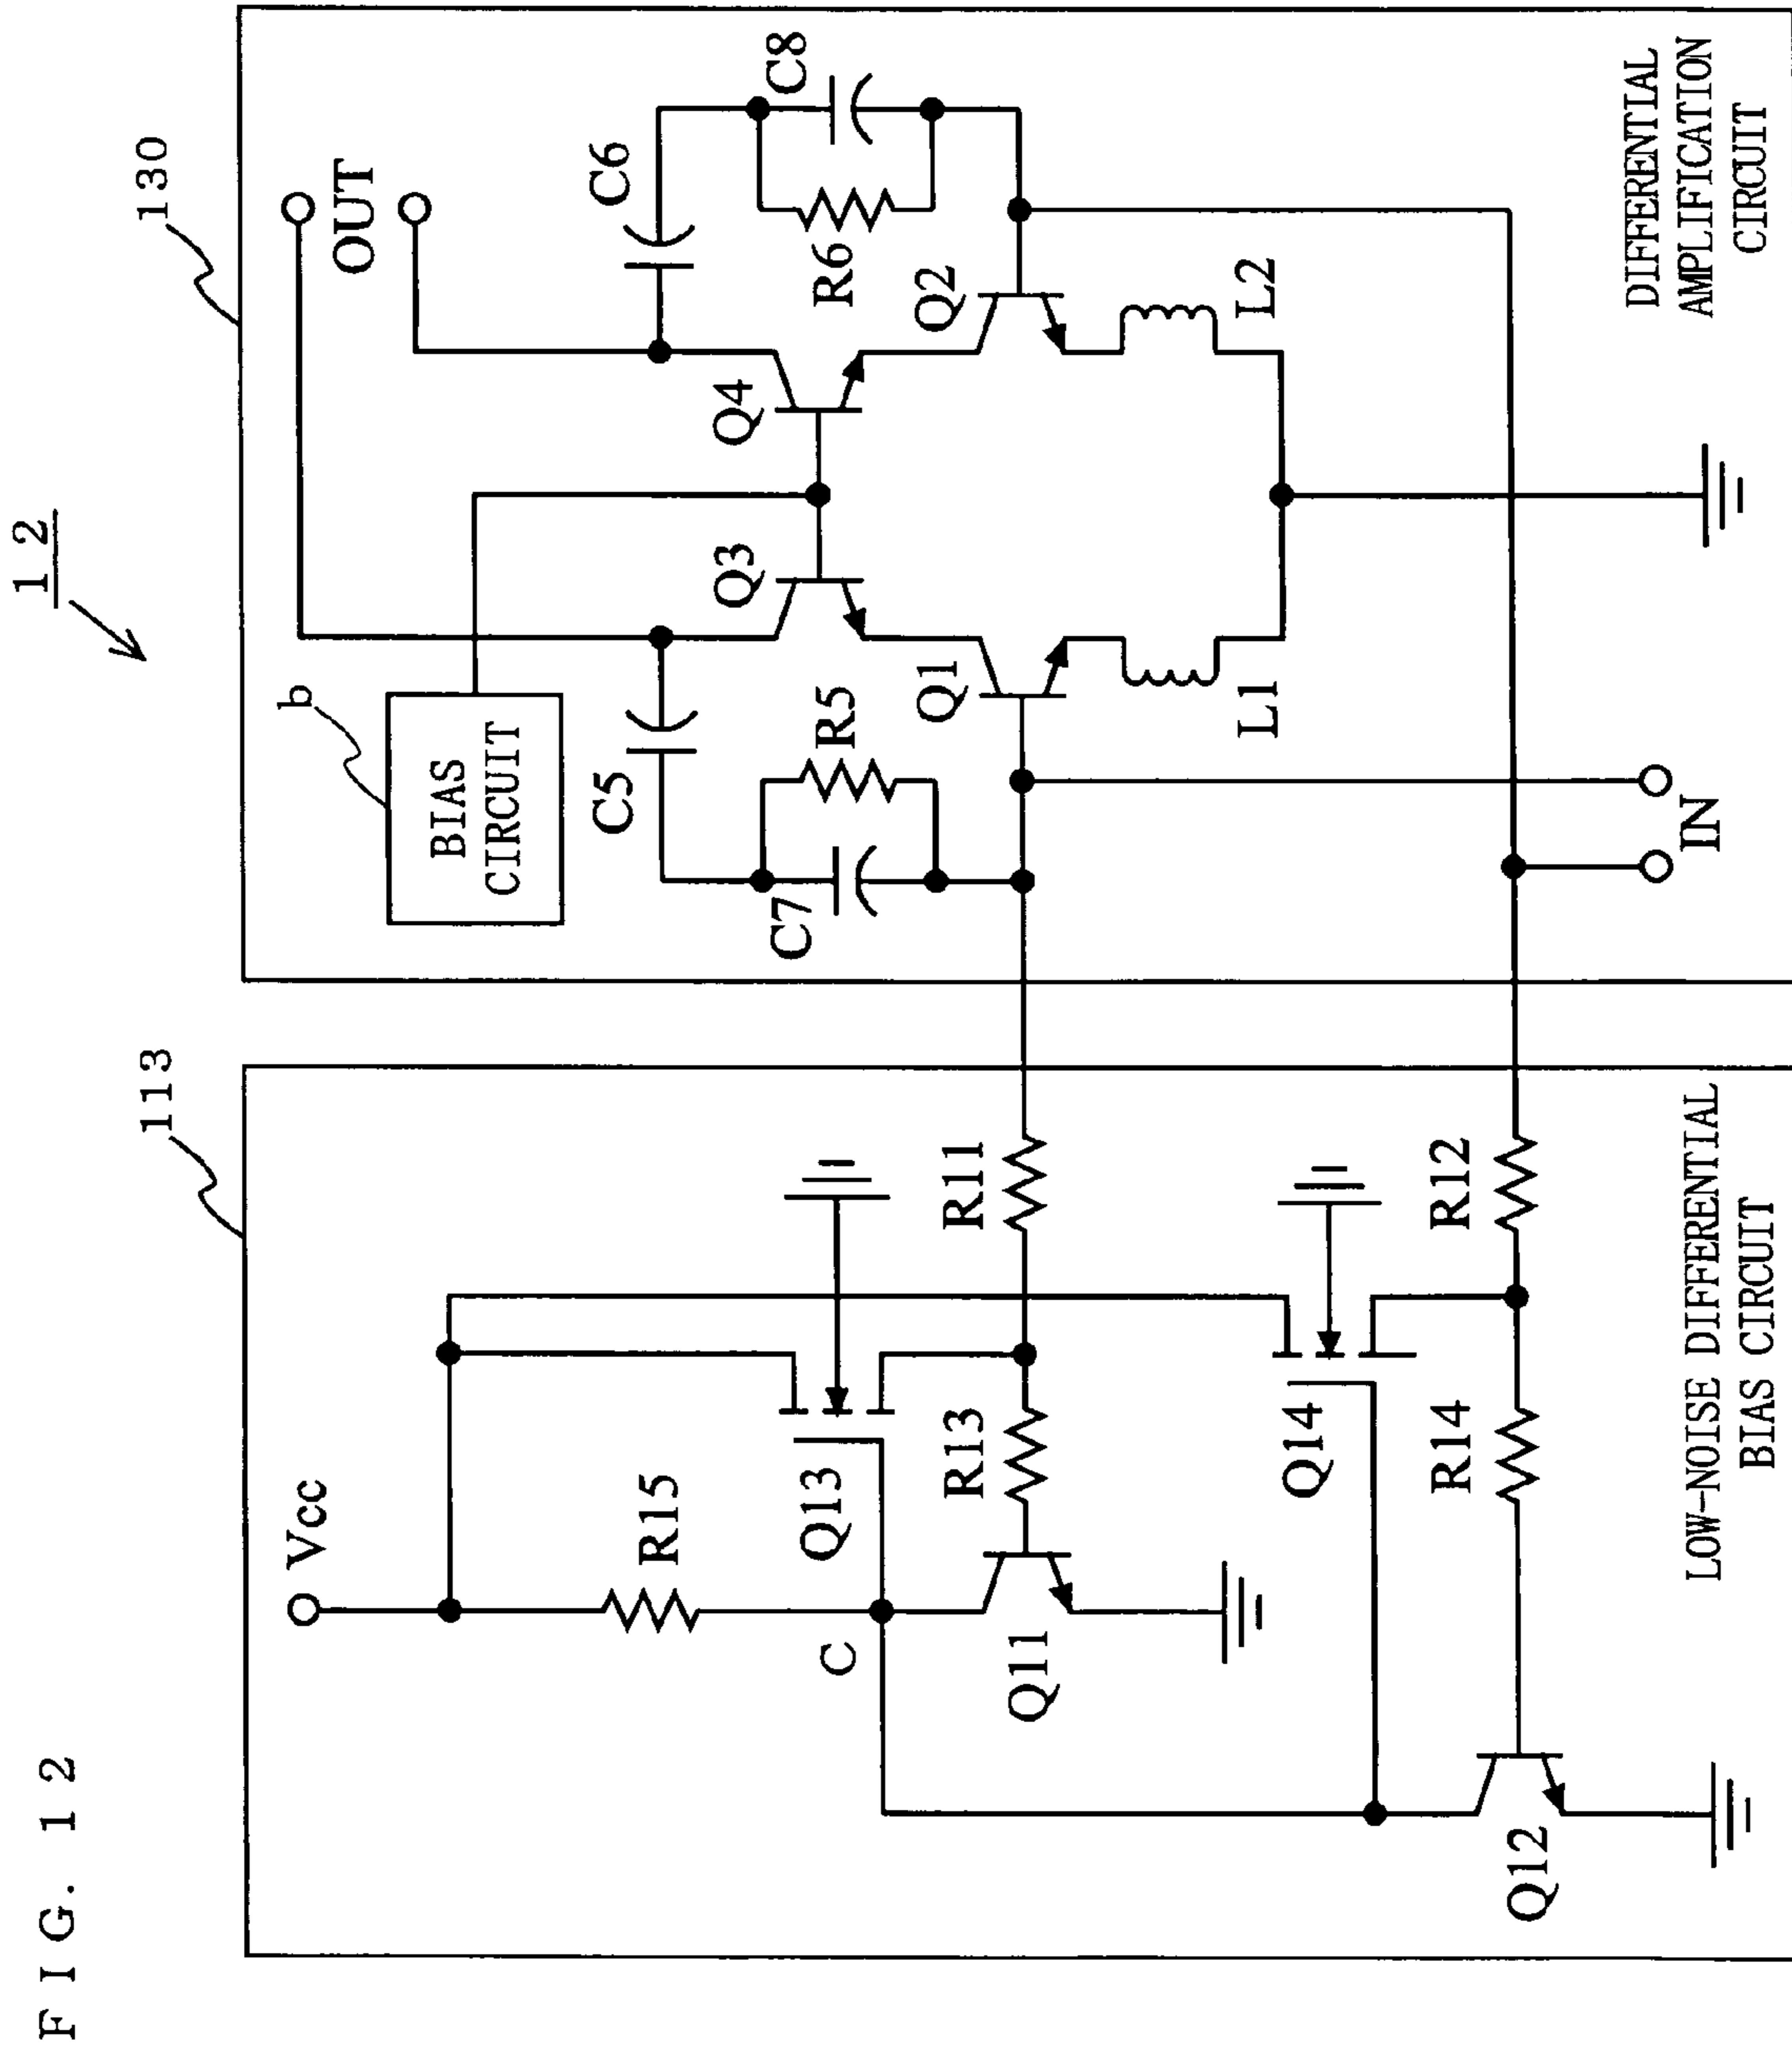 FIG. 12
12
113
130
Vcc
R15
C
Q13
Q11
R13
R11
Q14
Q12
R14
R12
LOW-NOISE DIFFERENTIAL
BIAS CIRCUIT
b
BIAS
CIRCUIT
OUT
C5
C6
C7
R5
Q3
Q4
R6
C8
Q1
Q2
L1
L2
IN
DIFFERENTIAL
AMPLIFICATION
CIRCUIT